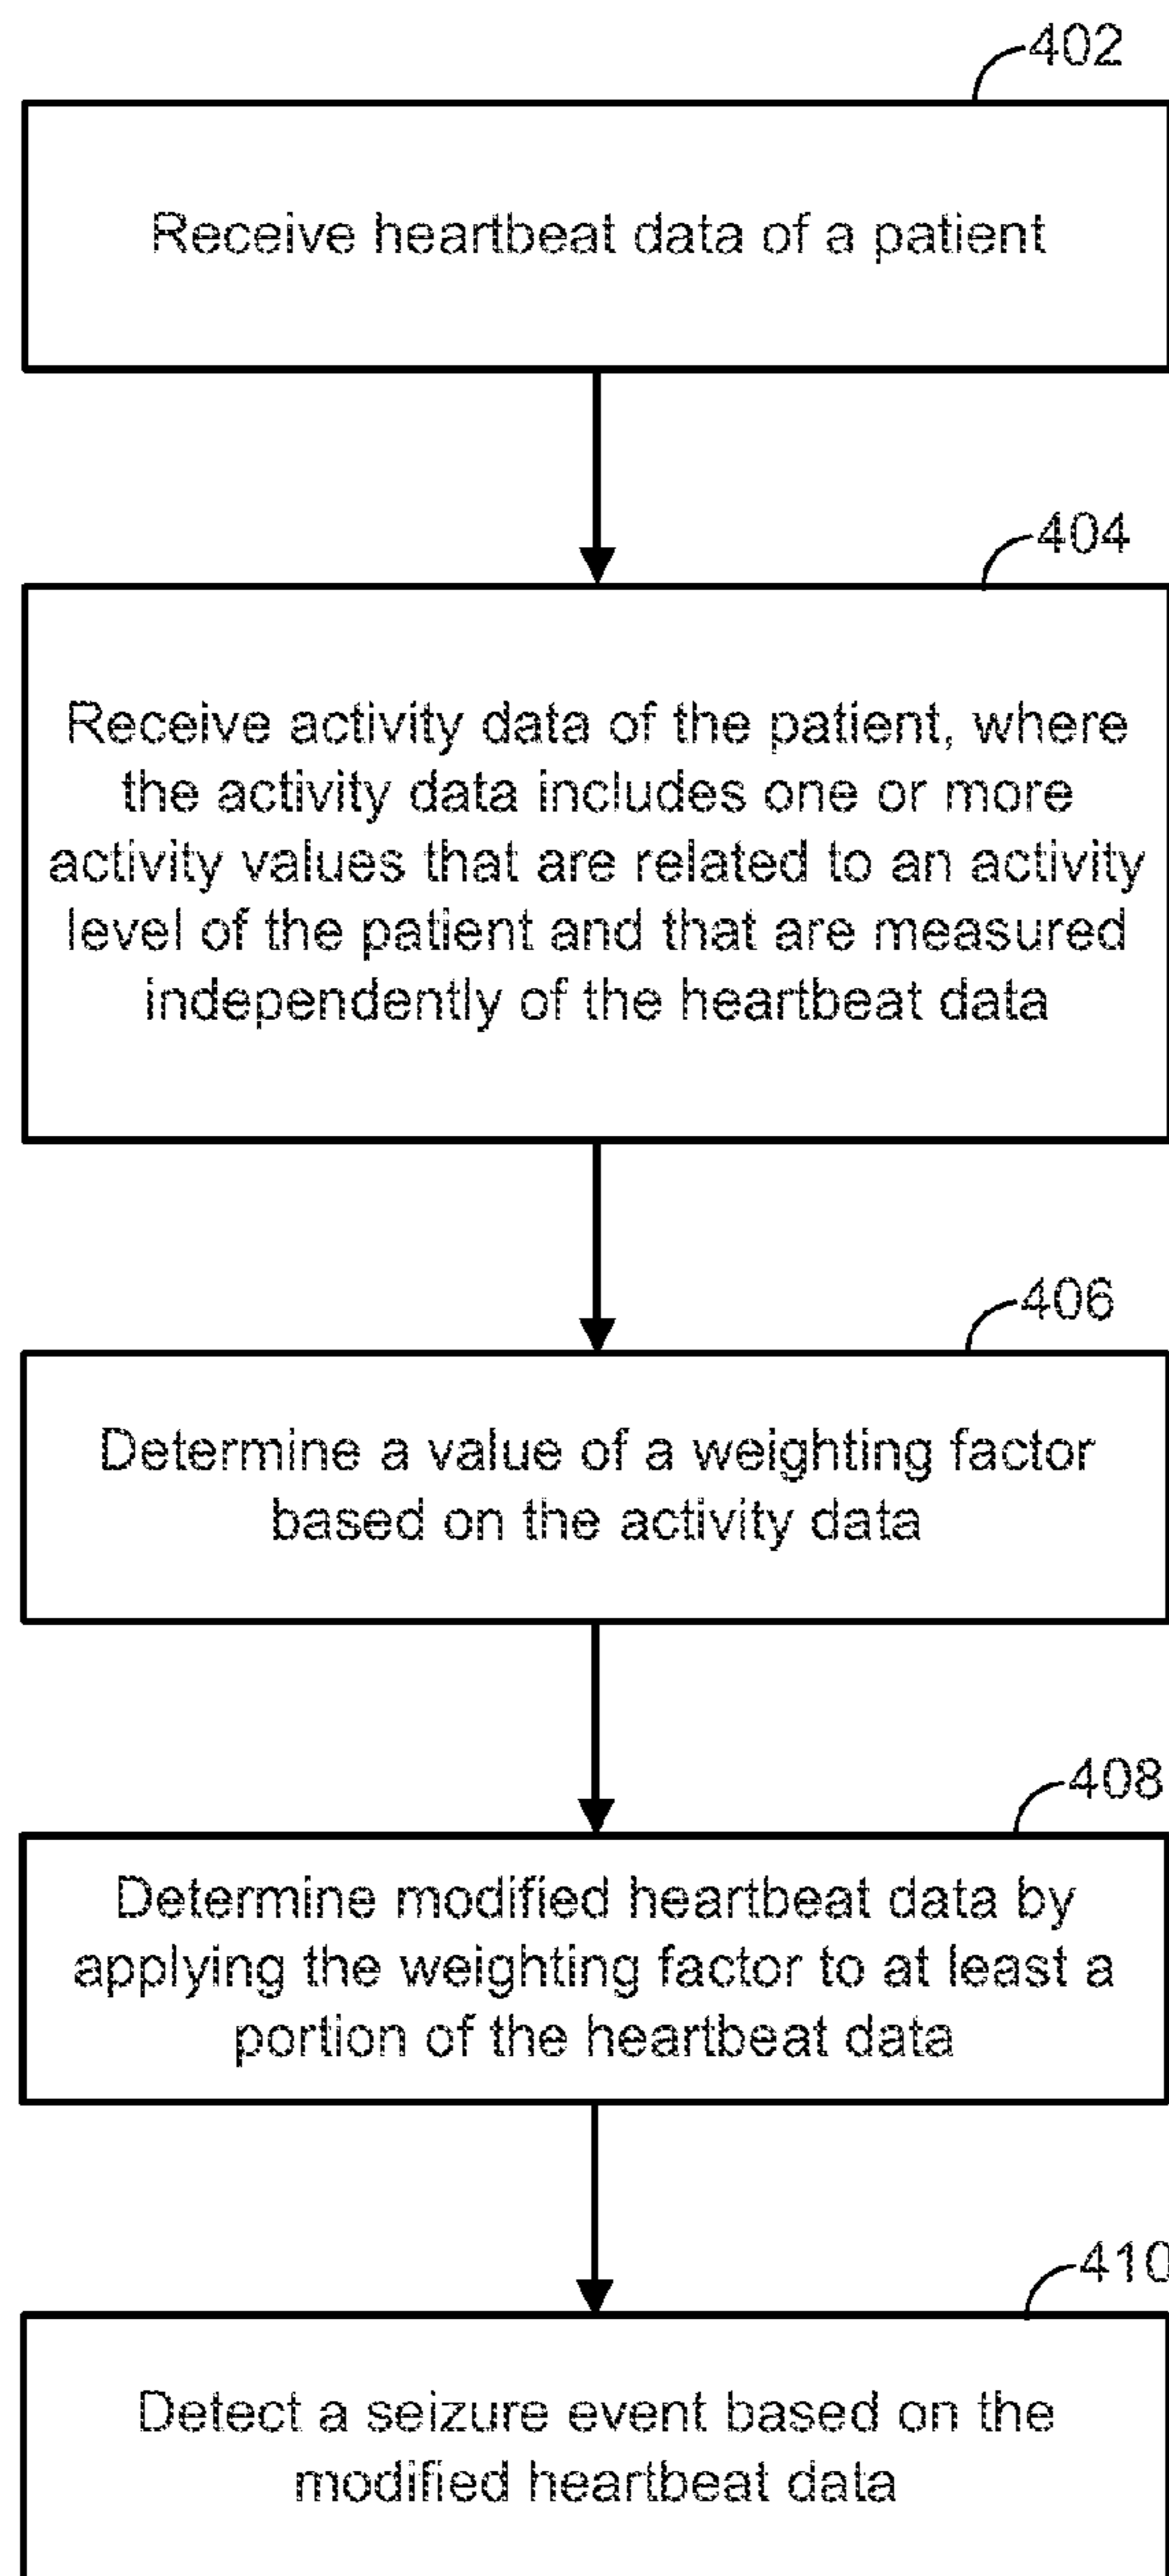 402
Receive heartbeat data of a patient
404
Receive activity data of the patient, where
the activity data includes one or more
activity values that are related to an activity
level of the patient and that are measured
independently of the heartbeat data
406
Determine a value of a weighting factor
based on the activity data
408
Determine modified heartbeat data by
applying the weighting factor to at least a
portion of the heartbeat data
410
Detect a seizure event based on the
modified heartbeat data